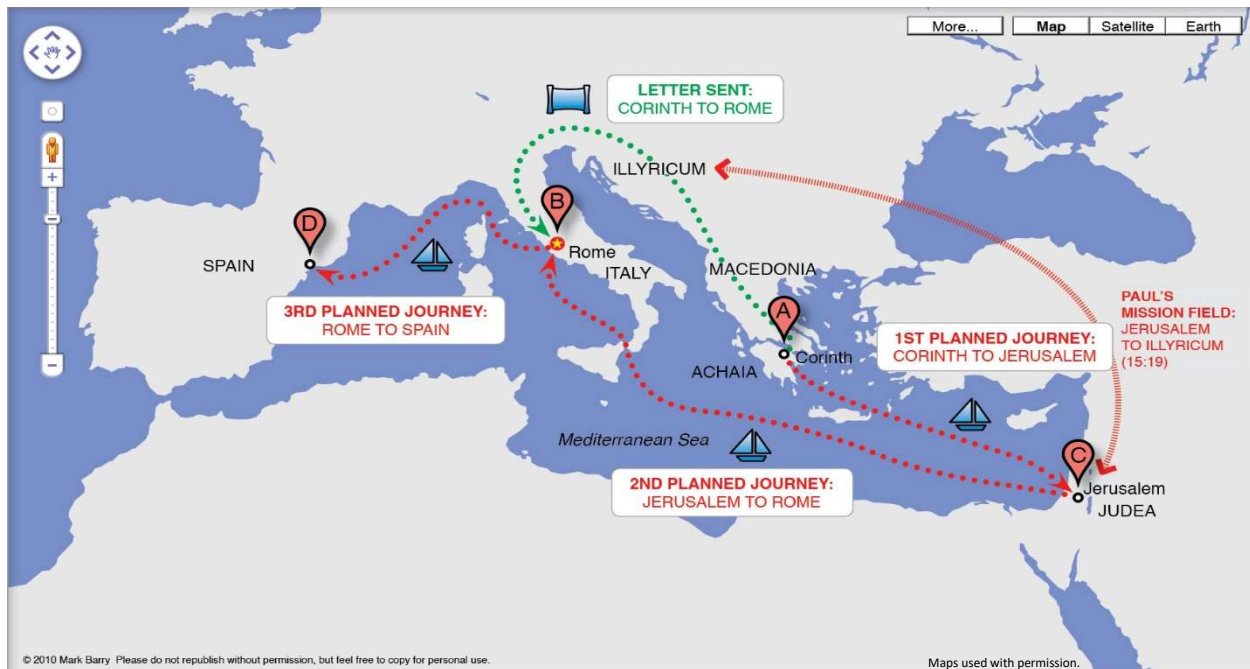 More...
Map
Satellite
Earth
LETTER SENT:
CORINTH TO ROME
ILLYRICUM
B
D
Rome
SPAIN
ITALY
MACEDONIA
A
3RD PLANNED JOURNEY:
ROME TO SPAIN
PAUL'S
MISSION FIELD:
JERUSALEM
TO ILLYRICUM
(15:19)
1ST PLANNED JOURNEY:
CORINTH TO JERUSALEM
Corinth
ACHAIA
Mediterranean Sea
C
2ND PLANNED JOURNEY:
JERUSALEM TO ROME
Jerusalem
JUDEA
© 2010 Mark Barry Please do not republish without permission, but feel free to copy for personal use.
Maps used with permission.